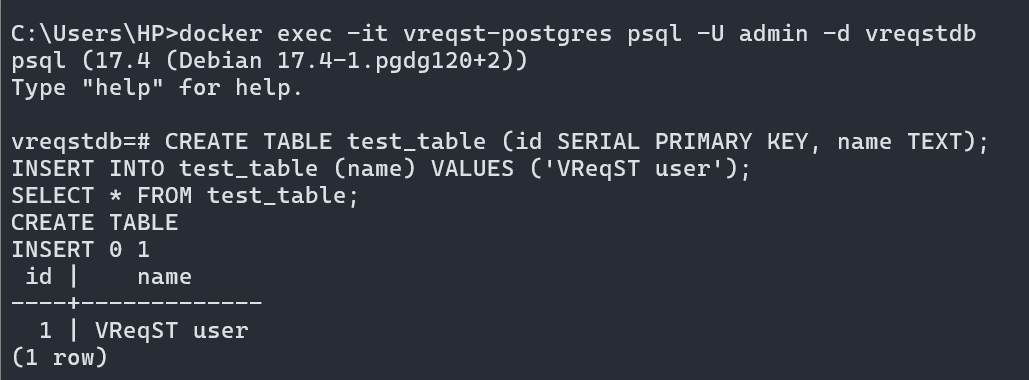 C:\Users\HP>docker exec -it vreqst-postgres psql -U admin -d vreqstdb
psql (17.4 (Debian 17.4-1.pgdg120+2))
Type "help" for help.

vreqstdb=# CREATE TABLE test_table (id SERIAL PRIMARY KEY, name TEXT);
INSERT INTO test_table (name) VALUES ('VReqST user');
SELECT * FROM test_table;
CREATE TABLE
INSERT 0 1
 id |    name
----+-------------
  1 | VReqST user
(1 row)